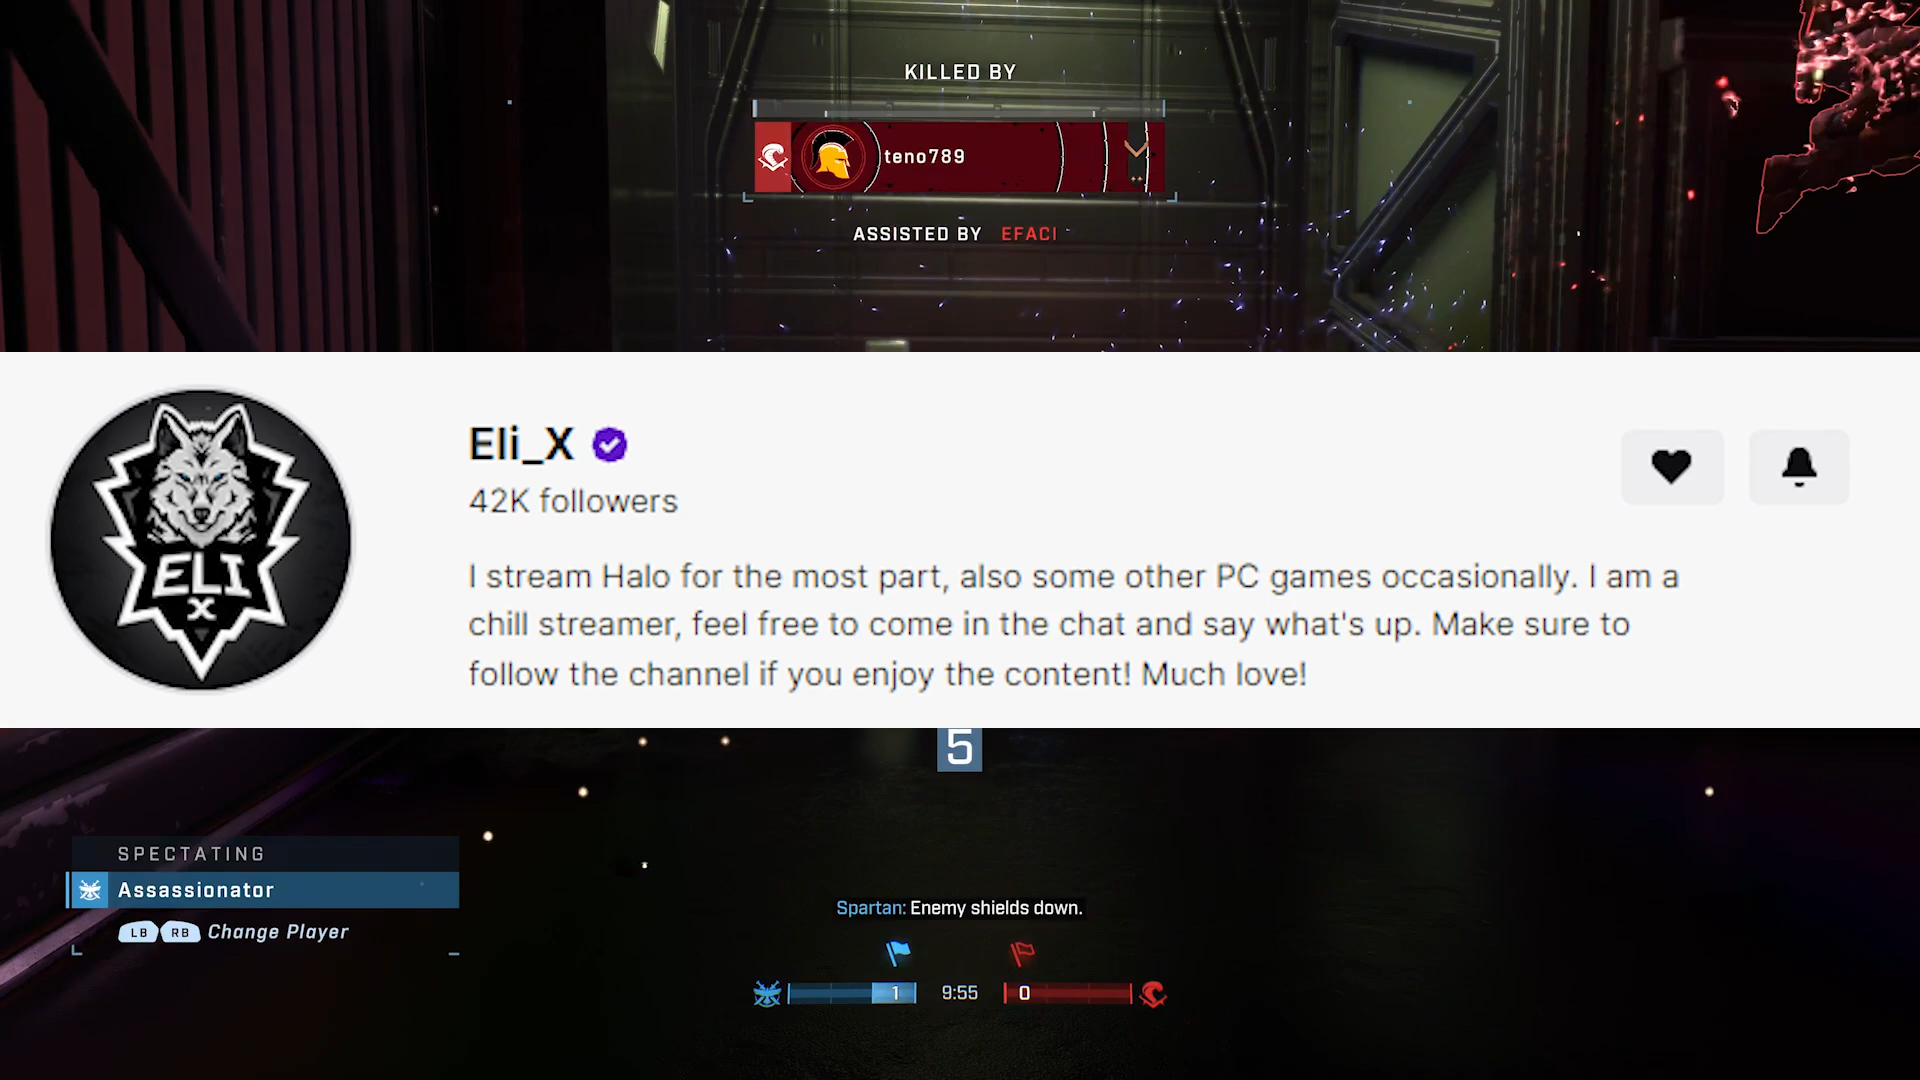 KILLED BY
teno789
ASSISTED BY EFACI
ELI
X
Eli_X
42K followers
I stream Halo for the most part, also some other PC games occasionally. I am a
chill streamer, feel free to come in the chat and say what's up. Make sure to
follow the channel if you enjoy the content! Much love!
5
SPECTATING
Assassionator
LB RB Change Player
Spartan: Enemy shields down.
1 9:55 0